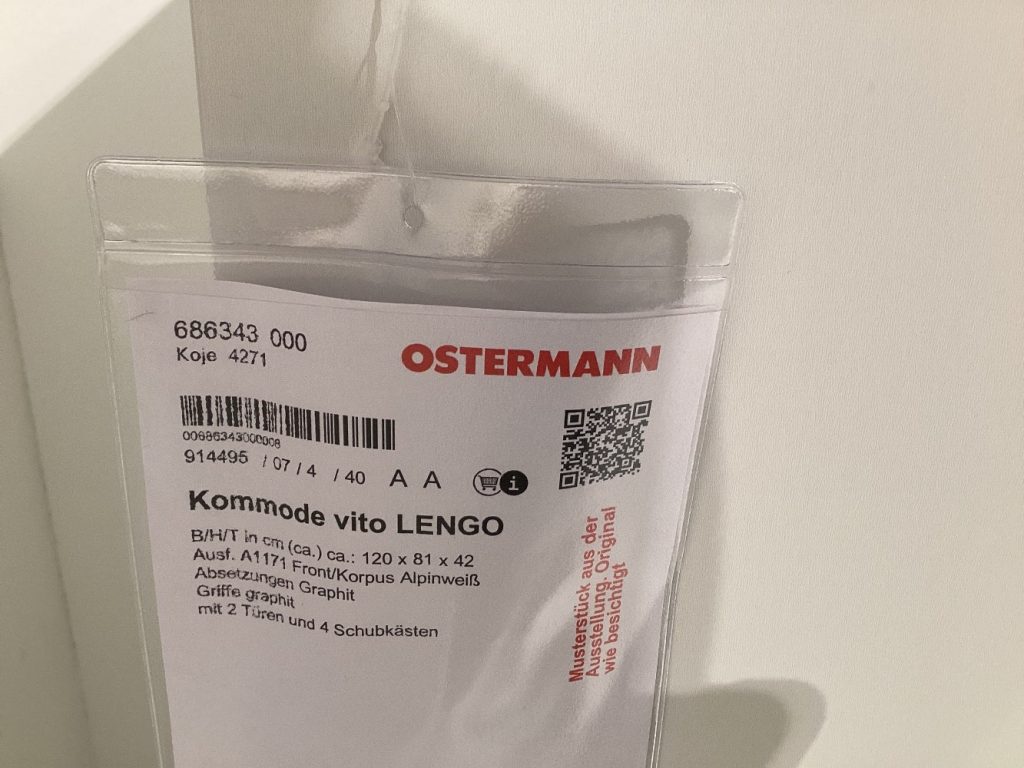 686343 000
Koje 4271
OSTERMANN
00686343000008
914495 / 07 / 4 / 40 A A
Kommode vito LENGO
B/H/T in cm (ca.) ca.: 120 x 81 x 42
Ausf. A1171 Front/Korpus Alpinweiß
Absetzungen Graphit
Griffe graphit
mit 2 Türen und 4 Schubkästen
Musterstück aus der
Ausstellung. Original
wie besichtigt